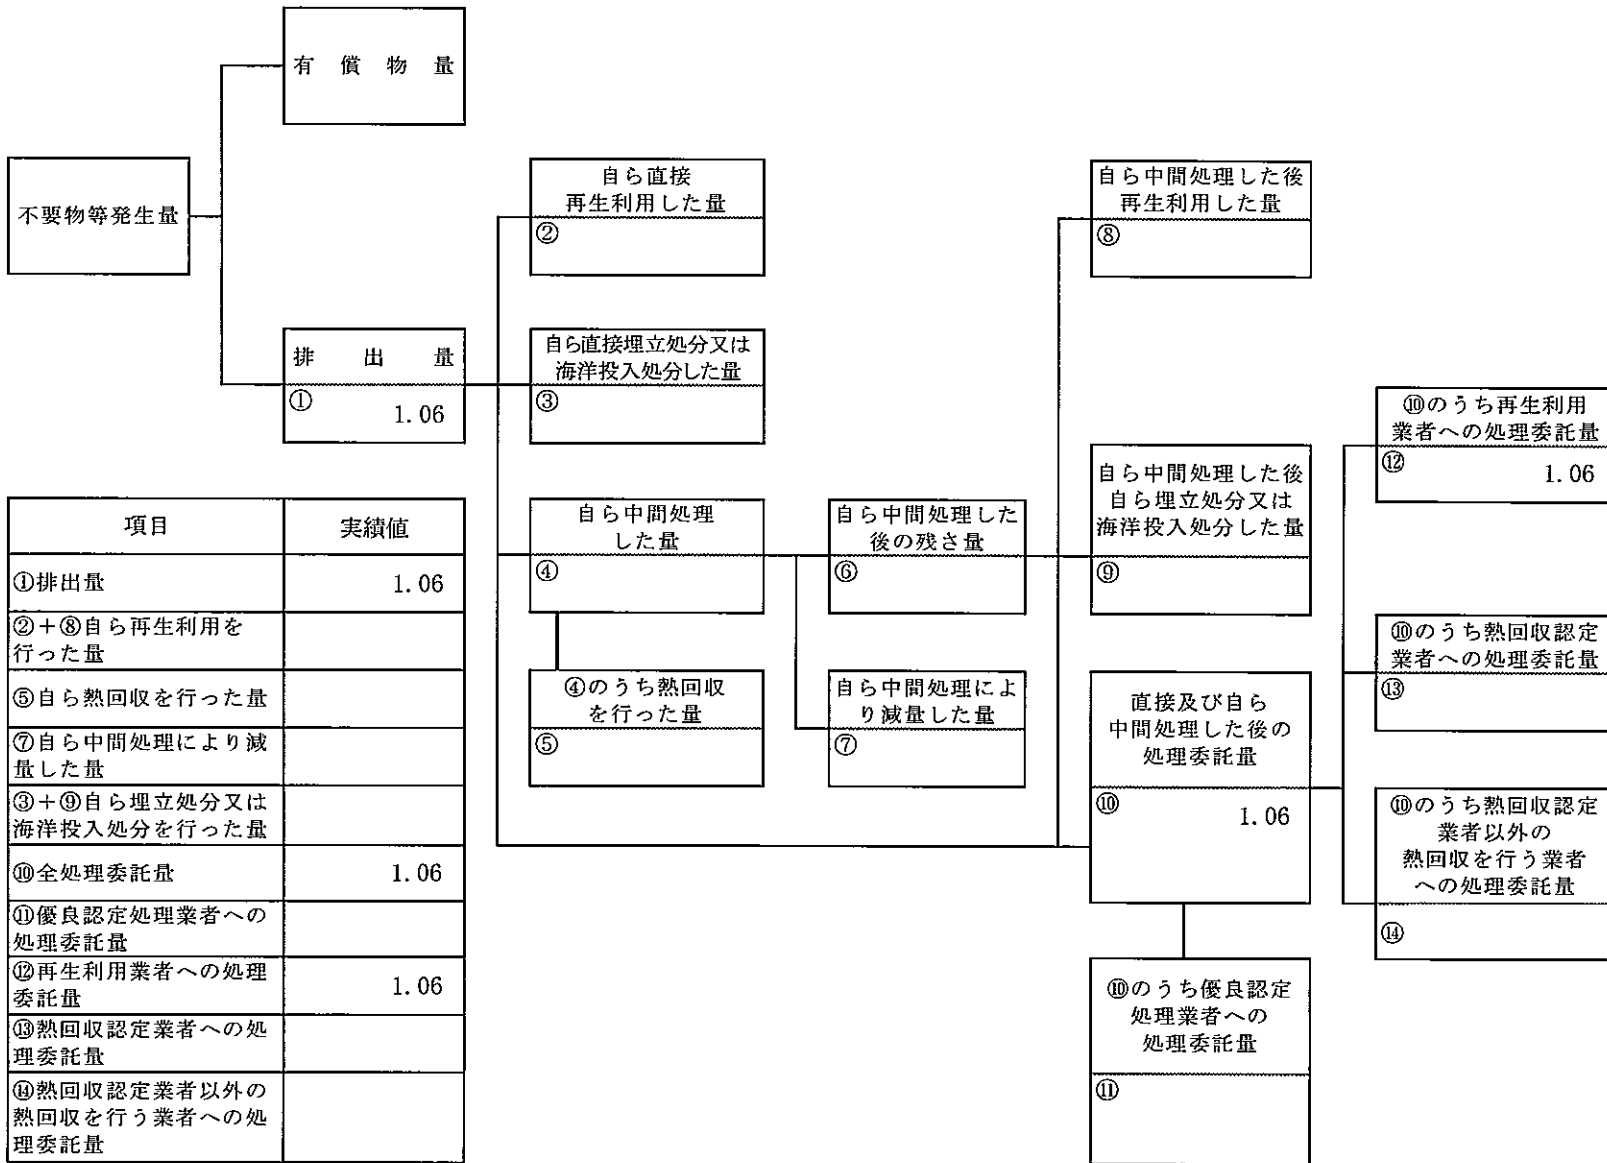 有償物量
不要物等発生量
自ら直接
再生利用した量
②
自ら中間処理した後
再生利用した量
⑧
排出量
① 1.06
自ら直接埋立処分又は
海洋投入処分した量
③
⑩のうち再生利用
業者への処理委託量
⑫ 1.06
自ら中間処理
した量
④
自ら中間処理した
後の残さ量
⑥
自ら中間処理した後
自ら埋立処分又は
海洋投入処分した量
⑨
⑩のうち熱回収認定
業者への処理委託量
⑬
④のうち熱回収
を行った量
⑤
自ら中間処理によ
り減量した量
⑦
直接及び自ら
中間処理した後の
処理委託量
⑩ 1.06
⑩のうち熱回収認定
業者以外の
熱回収を行う業者
への処理委託量
⑭
⑩のうち優良認定
処理業者への
処理委託量
⑪
項目 実績値
①排出量 1.06
②+⑧自ら再生利用を
行った量
⑤自ら熱回収を行った量
⑦自ら中間処理により減
量した量
③+⑨自ら埋立処分又は
海洋投入処分を行った量
⑩全処理委託量 1.06
⑪優良認定処理業者への
処理委託量
⑫再生利用業者への処理
委託量 1.06
⑬熱回収認定業者への処
理委託量
⑭熱回収認定業者以外の
熱回収を行う業者への処
理委託量